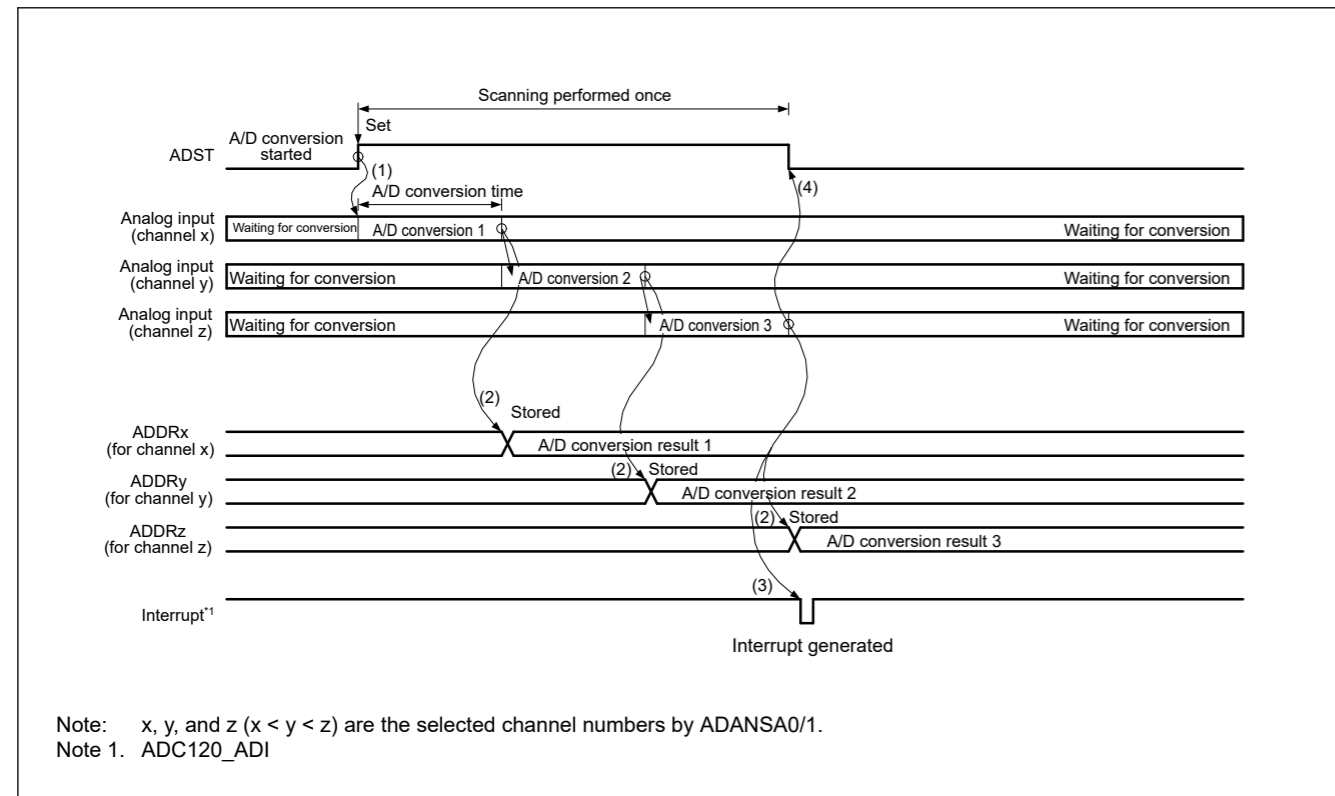 Scanning performed once
Set
A/D conversion
started
ADST
(1)
A/D conversion time
(4)
Analog input
(channel x)
Waiting for conversion
A/D conversion 1
Waiting for conversion
Analog input
(channel y)
Waiting for conversion
A/D conversion 2
Waiting for conversion
Analog input
(channel z)
Waiting for conversion
A/D conversion 3
Waiting for conversion
(2)
Stored
ADDRx
(for channel x)
A/D conversion result 1
(2)
Stored
ADDRy
(for channel y)
A/D conversion result 2
(2)
Stored
ADDRz
(for channel z)
A/D conversion result 3
(3)
Interrupt*1
Interrupt generated
Note: x, y, and z (x < y < z) are the selected channel numbers by ADANSA0/1.
Note 1. ADC120_ADI